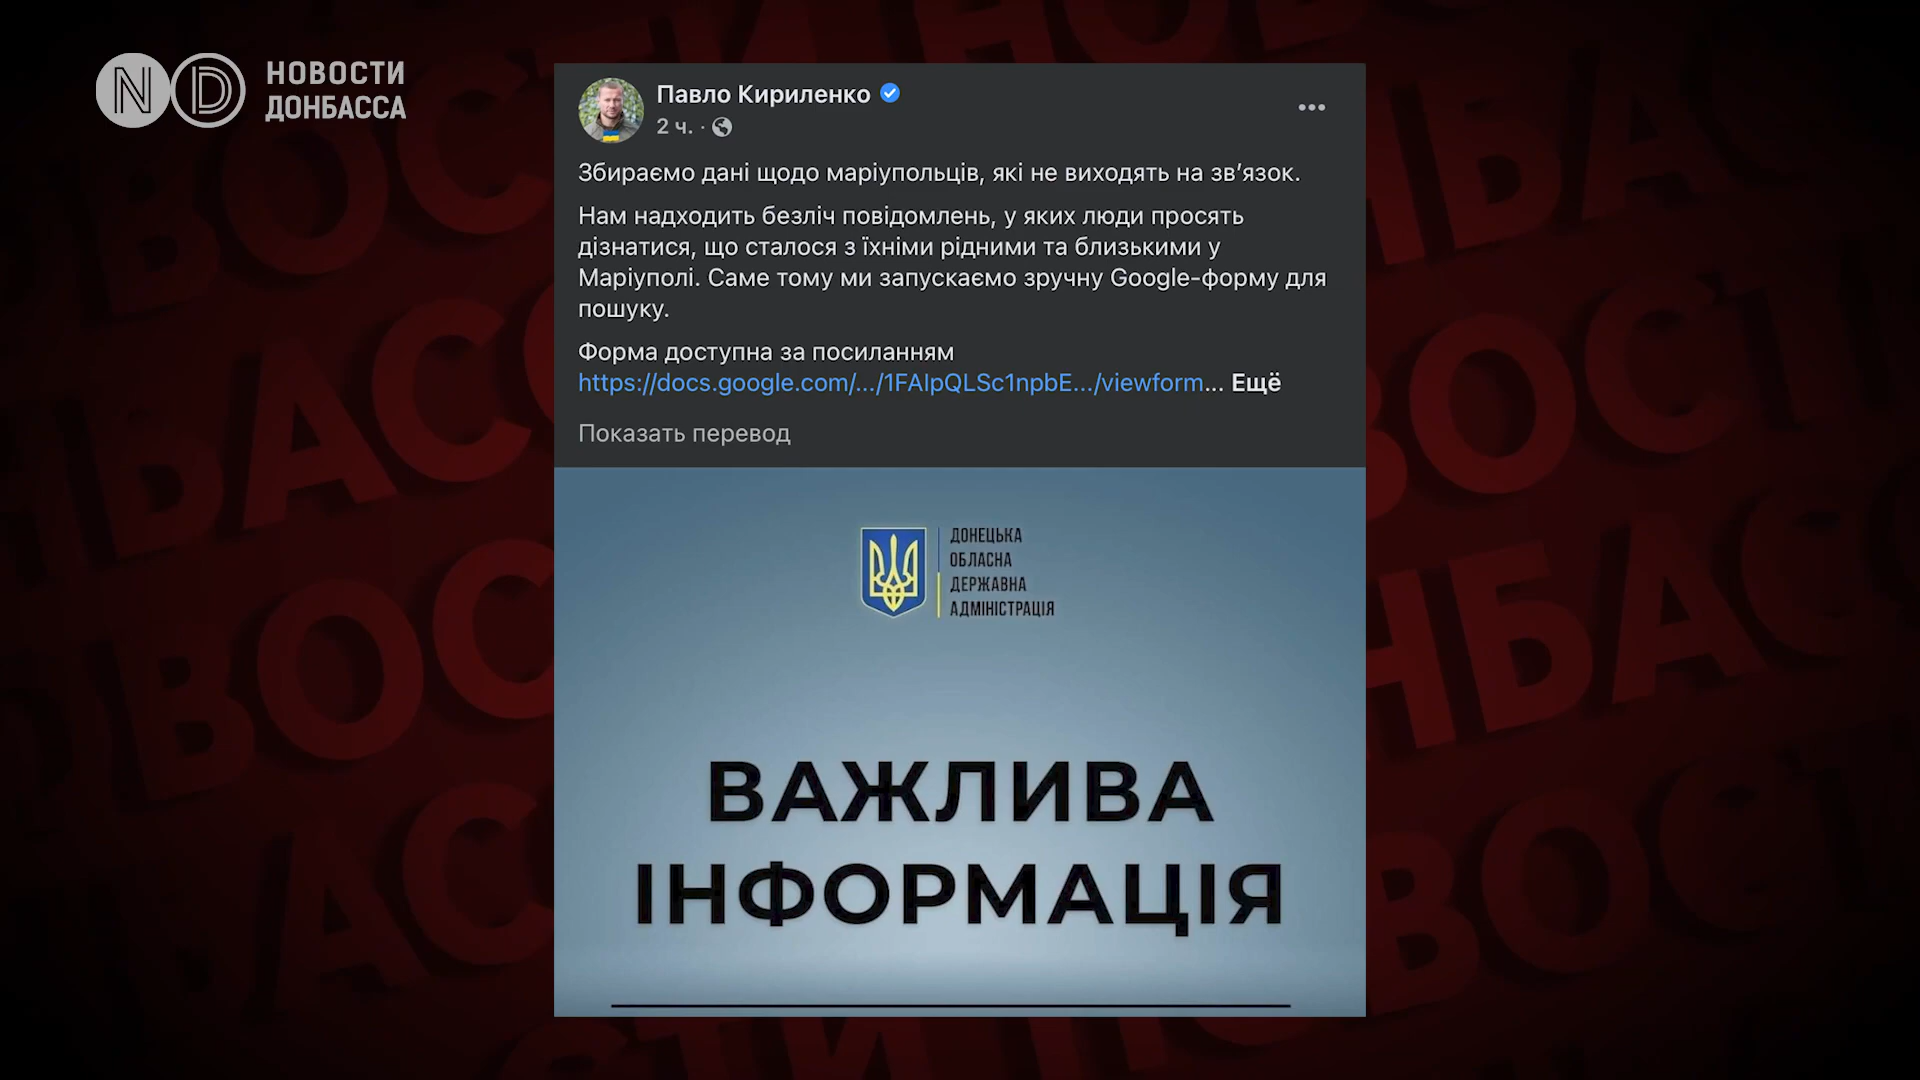 НОВОСТИ
ДОНБАССА
Павло Кириленко
2 ч. ·
Збираємо дані щодо маріупольців, які не виходять на зв’язок.
Нам надходить безліч повідомлень, у яких люди просять
дізнатися, що сталося з їхніми рідними та близькими у
Маріуполі. Саме тому ми запускаємо зручну Google-форму для
пошуку.
Форма доступна за посиланням
https://docs.google.com/.../1FAIpQLSc1npbE.../viewform... Ещё
Показать перевод
ДОНЕЦЬКА
ОБЛАСНА
ДЕРЖАВНА
АДМІНІСТРАЦІЯ
ВАЖЛИВА
ІНФОРМАЦІЯ